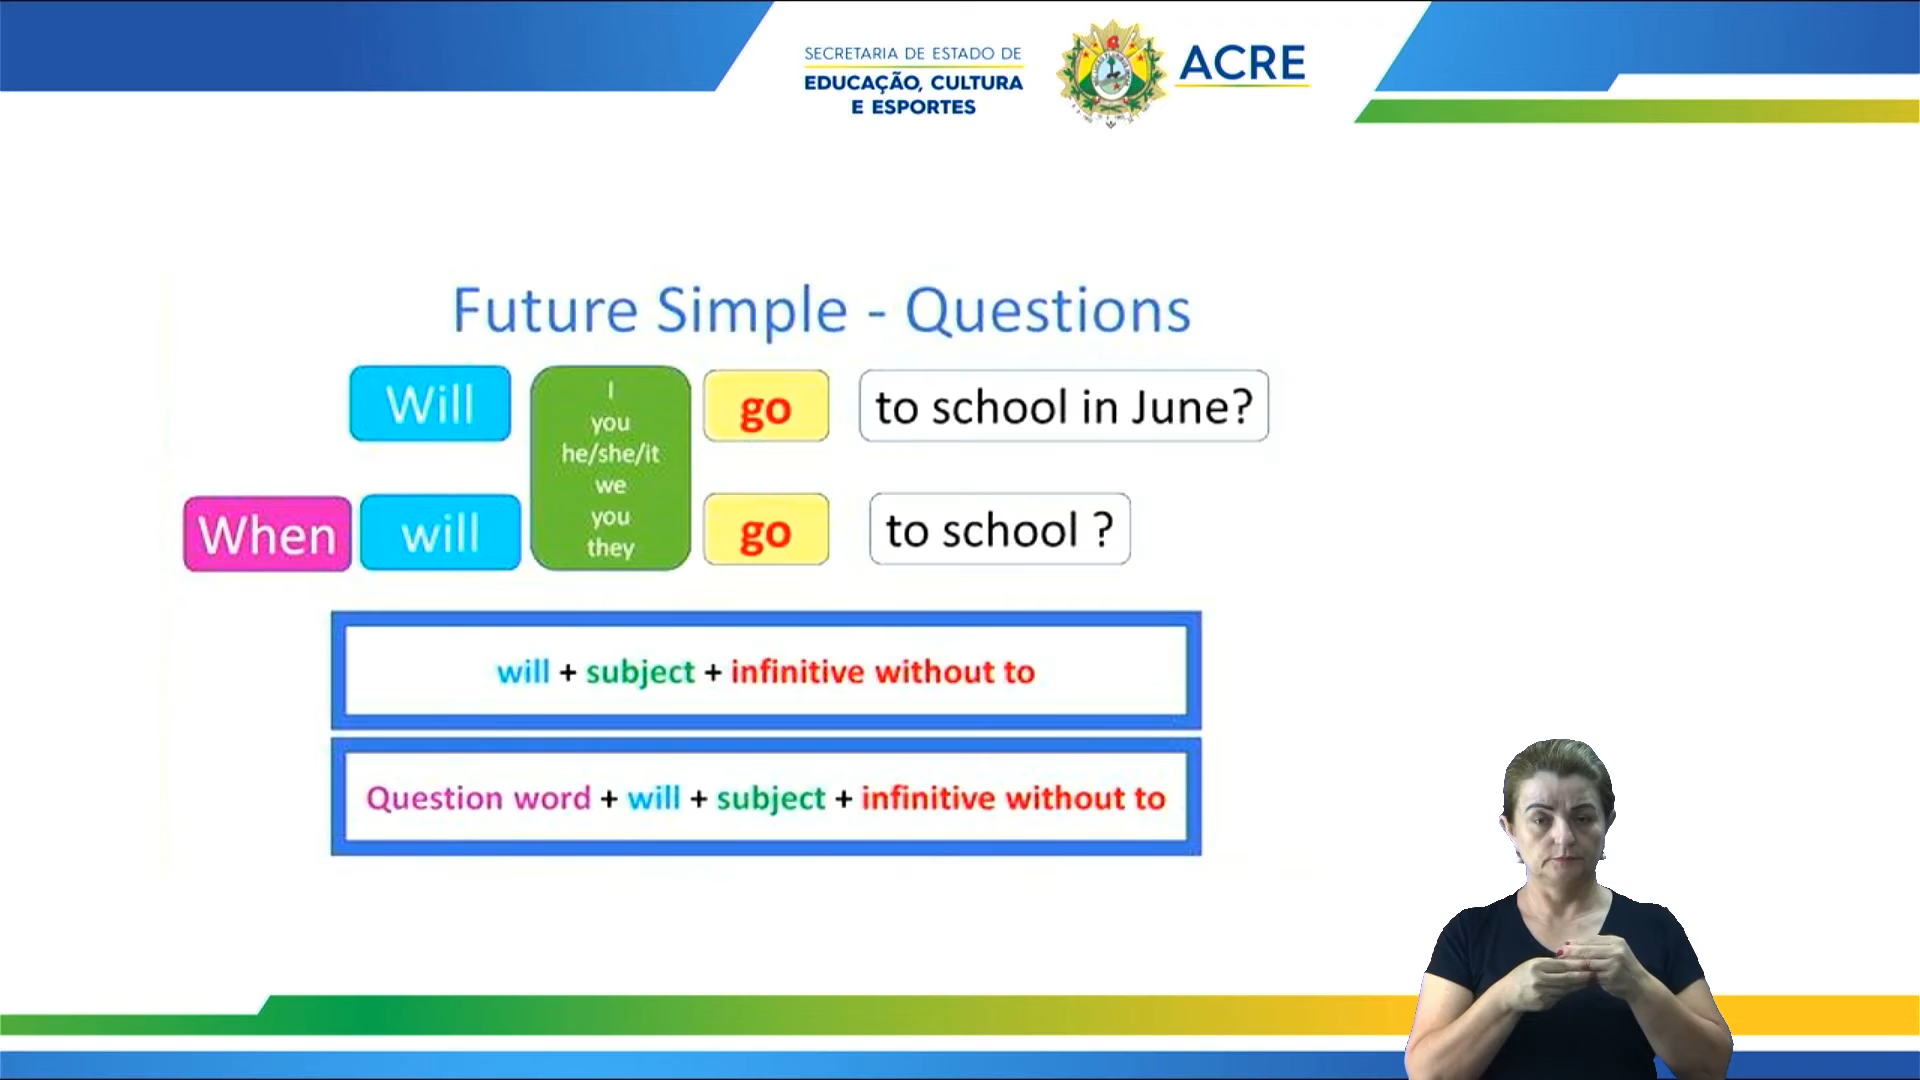 SECRETARIA DE ESTADO DE
EDUCAÇÃO, CULTURA
E ESPORTES
ACRE
Future Simple - Questions
Will
I
you
he/she/it
we
you
they
go
to school in June?
When
will
go
to school ?
will + subject + infinitive without to
Question word + will + subject + infinitive without to